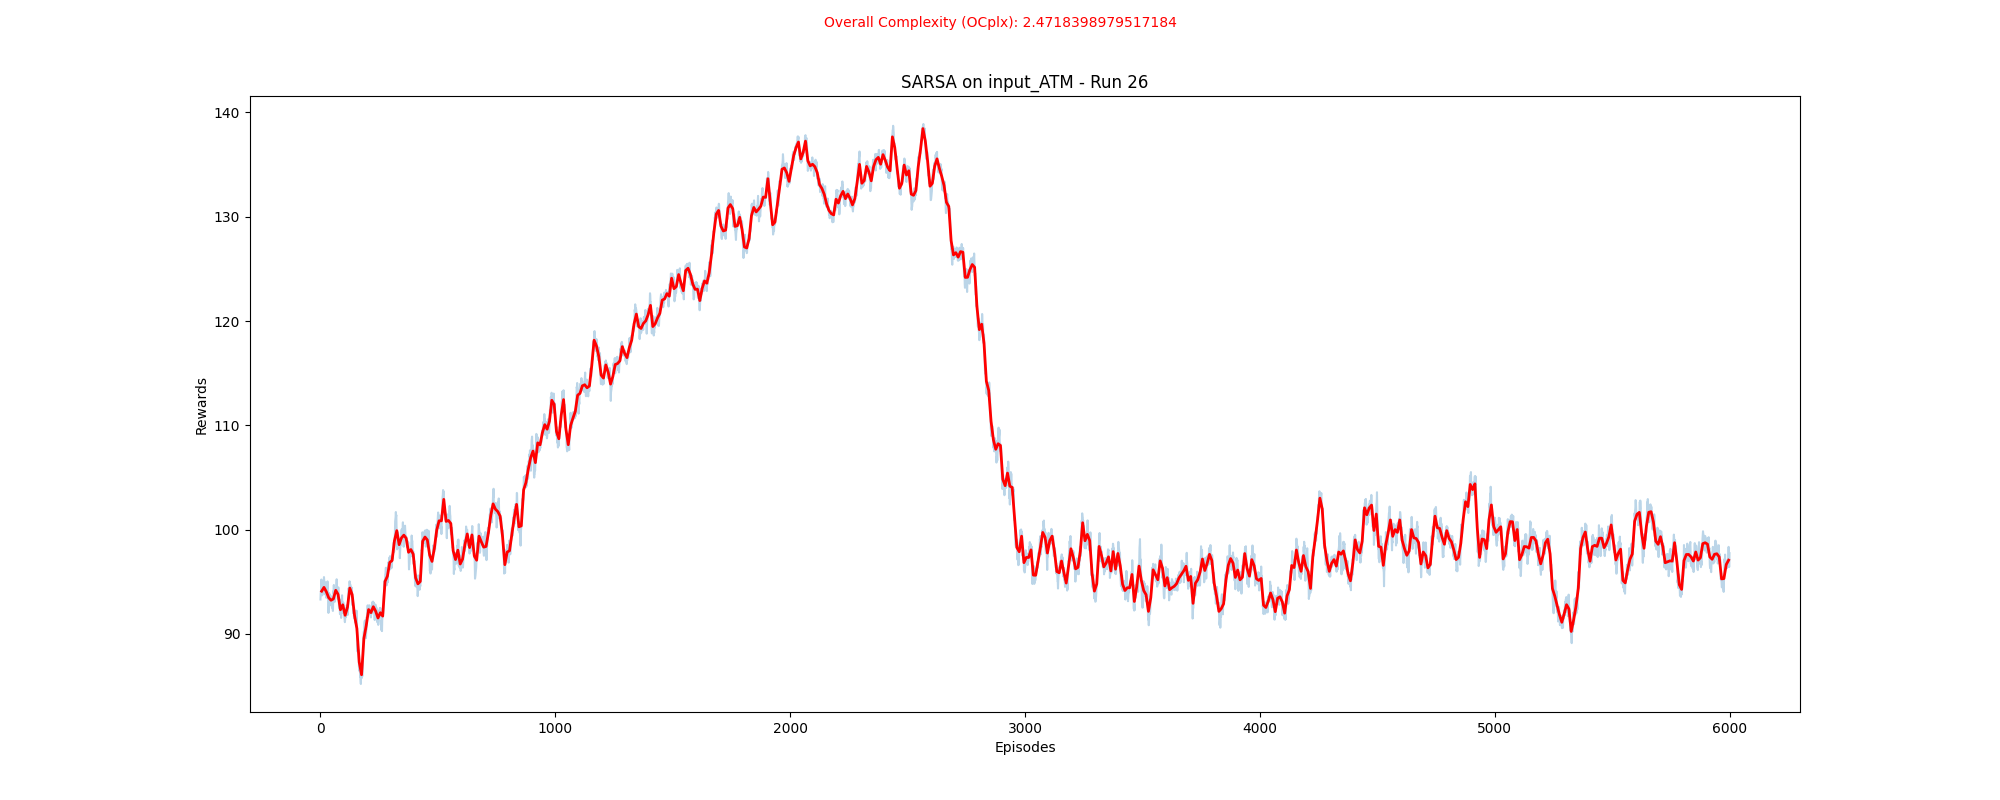 Overall Complexity (OCplx): 2.4718398979517184
SARSA on input_ATM - Run 26
140
130
120
110
100
90
Rewards
0 1000 2000 3000 4000 5000 6000
Episodes